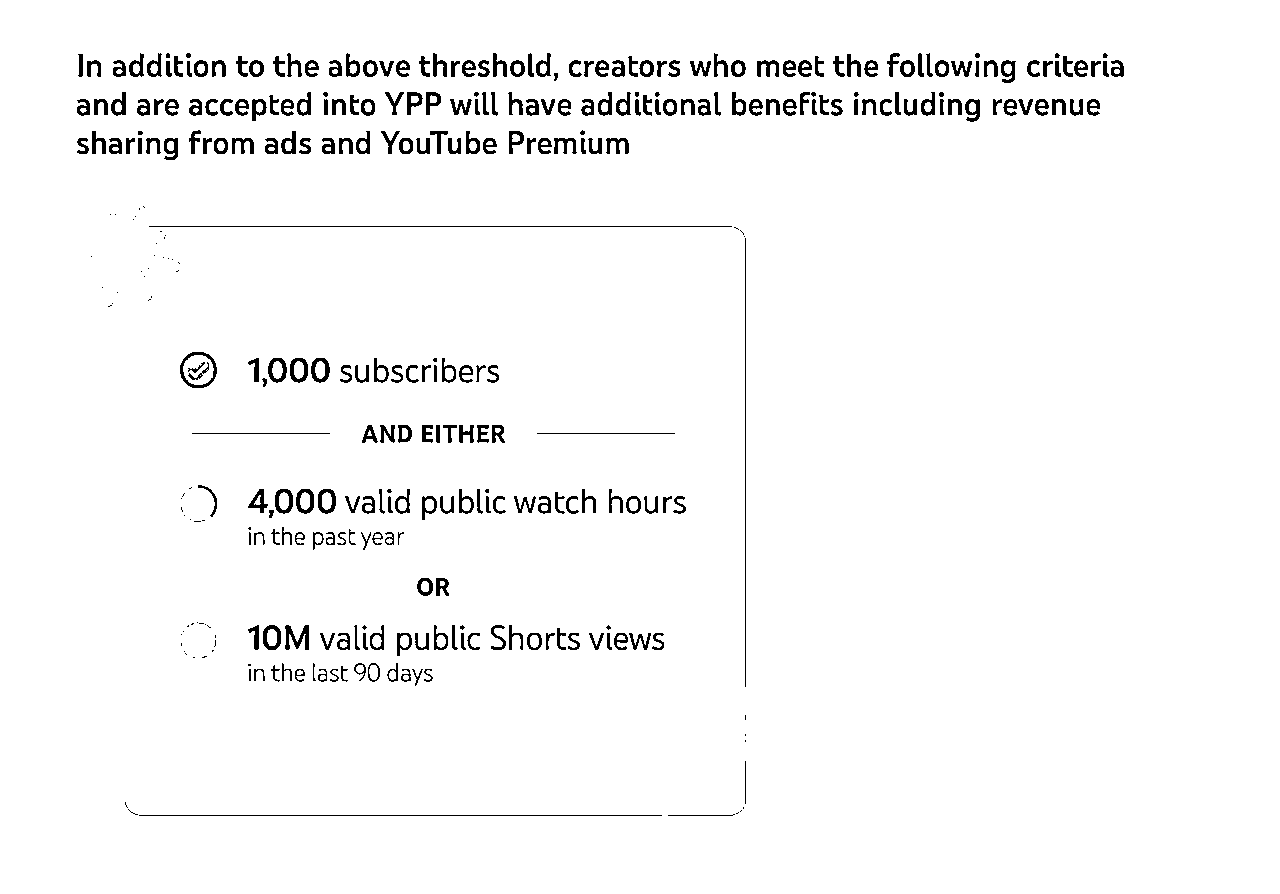 In addition to the above threshold, creators who meet the following criteria
and are accepted into YPP will have additional benefits including revenue
sharing from ads and YouTube Premium
1,000 subscribers
AND EITHER
4,000 valid public watch hours
in the past year
OR
10M valid public Shorts views
in the last 90 days